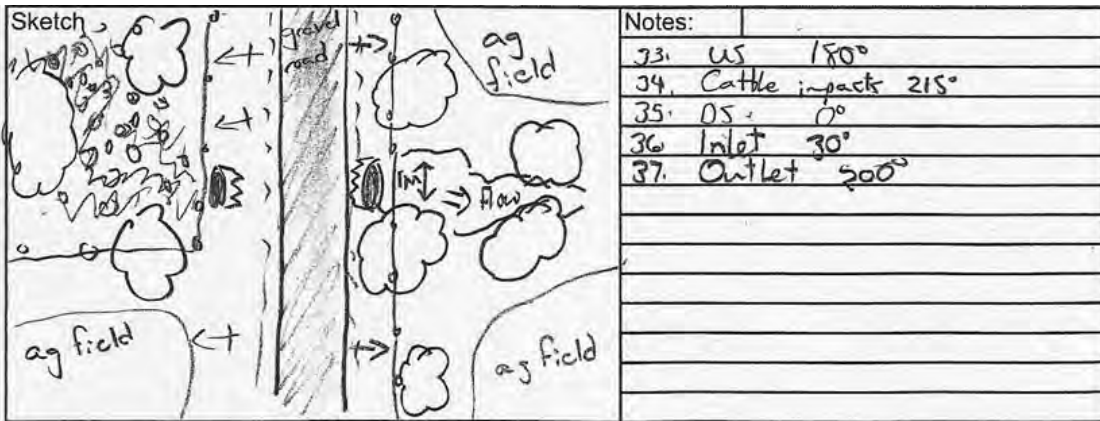 Sketch
gravel
road
ag
field
1m
flow
ag field
ag field
Notes:
33. US 180°
34. Cattle impacts 215°
35. DS. 0°
36 Inlet 30°
37. Outlet 200°